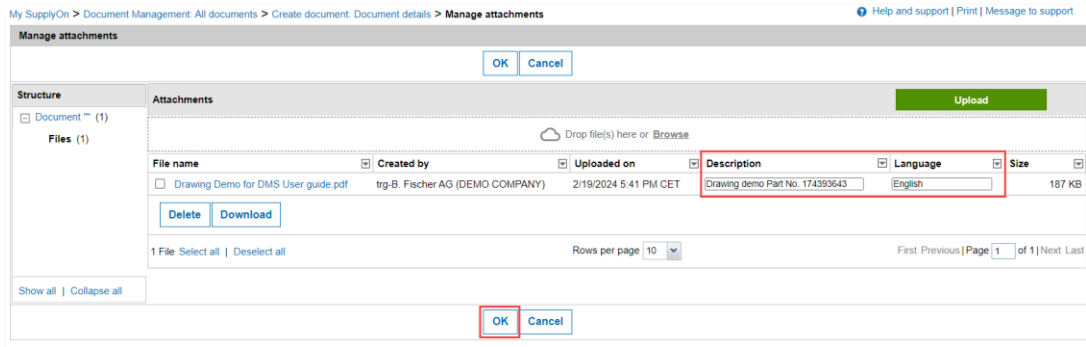 My SupplyOn > Document Management: All documents > Create document: Document details > Manage attachments
Help and support | Print | Message to support
Manage attachments
OK Cancel
Structure
Document "" (1)
Files (1)
Attachments
Upload
Drop file(s) here or Browse
File name Created by Uploaded on Description Language Size
Drawing Demo for DMS User guide.pdf trg-B. Fischer AG (DEMO COMPANY) 2/19/2024 5:41 PM CET Drawing demo Part No. 174393643 English 187 KB
Delete Download
1 File Select all | Deselect all Rows per page 10 First Previous | Page 1 of 1 | Next Last
Show all | Collapse all
OK Cancel